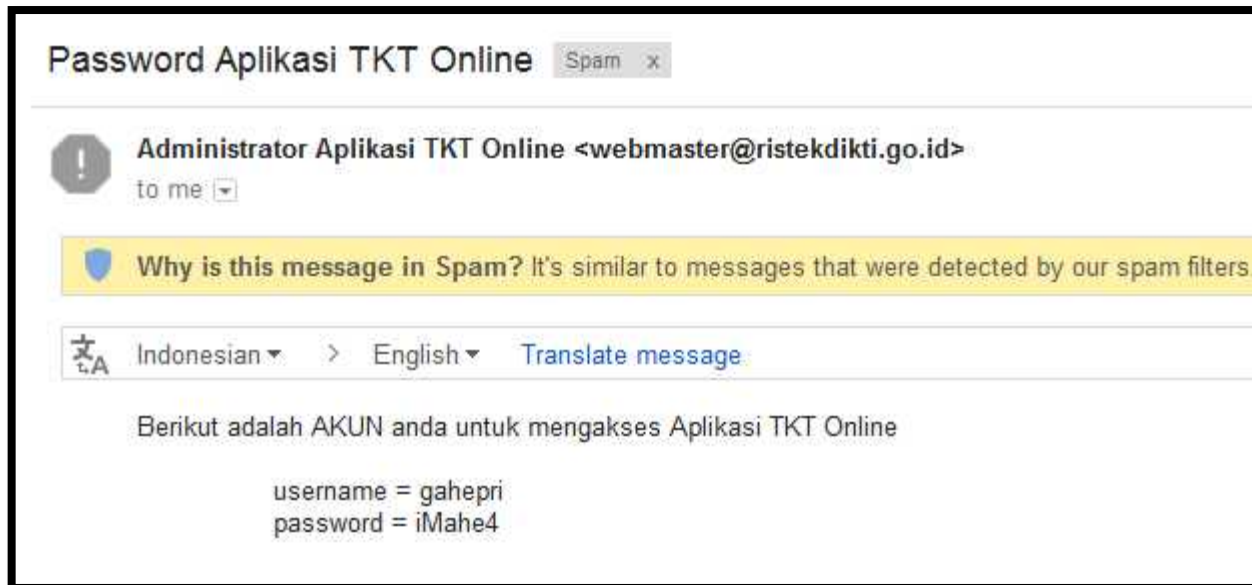 Password Aplikasi TKT Online Spam x
Administrator Aplikasi TKT Online <webmaster@ristekdikti.go.id>
to me
Why is this message in Spam? It's similar to messages that were detected by our spam filters.
Indonesian > English Translate message
Berikut adalah AKUN anda untuk mengakses Aplikasi TKT Online
username = gahepri
password = iMahe4